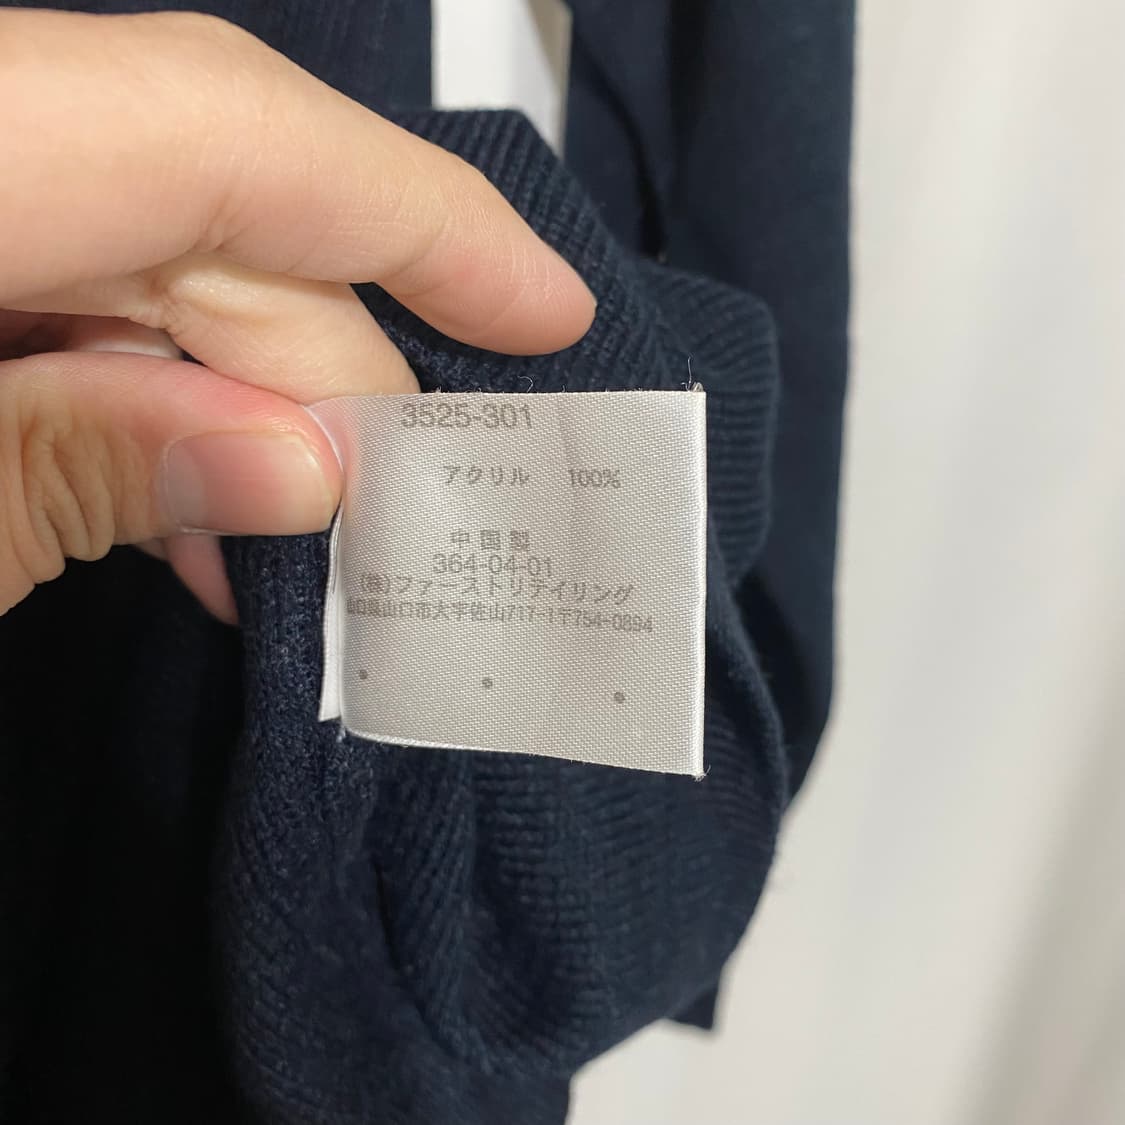 3525-301
アクリル 100%
中国製
364-04-01
(株)ファーストリテイリング
山口県山口市大字佐山717-1〒754-0894